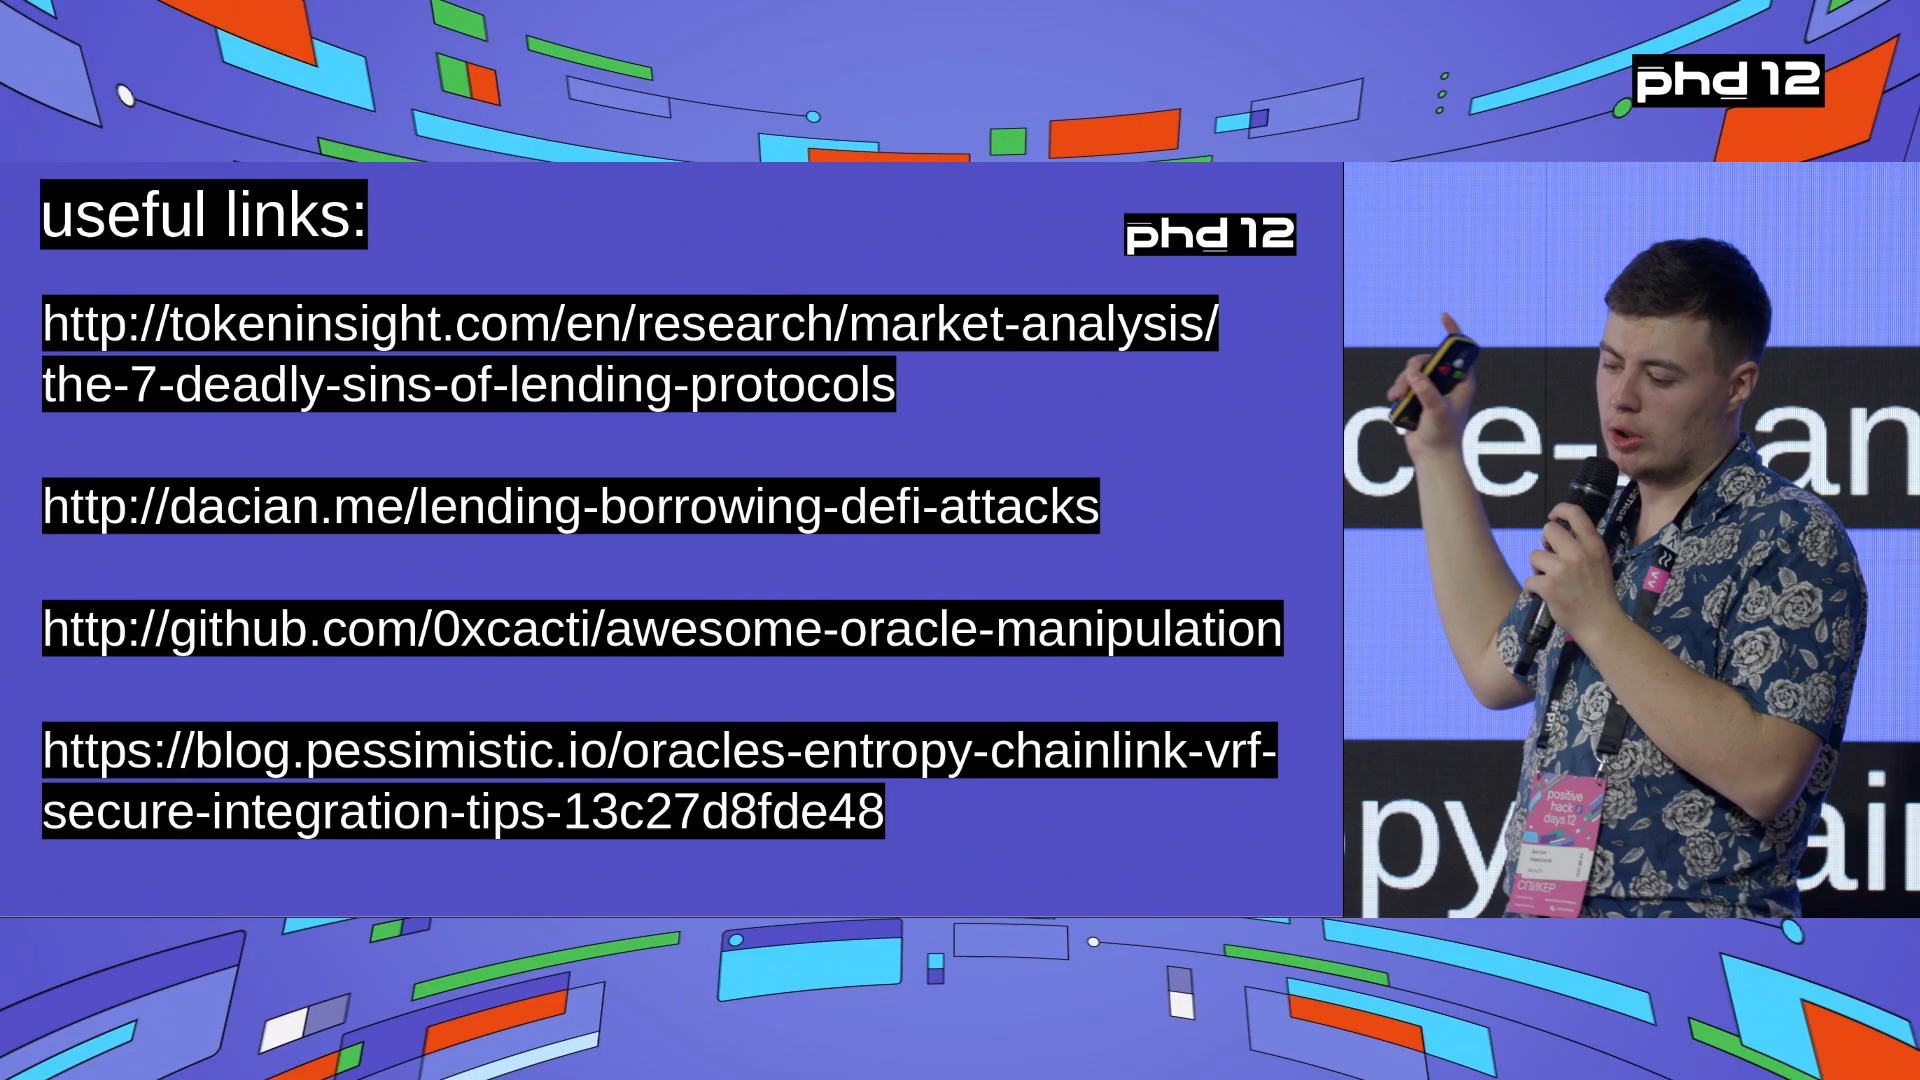 phd 12
useful links:
phd 12
http://tokeninsight.com/en/research/market-analysis/
the-7-deadly-sins-of-lending-protocols
http://dacian.me/lending-borrowing-defi-attacks
http://github.com/0xcacti/awesome-oracle-manipulation
https://blog.pessimistic.io/oracles-entropy-chainlink-vrf-
secure-integration-tips-13c27d8fde48
positive
hack
days 12
СПИКЕР